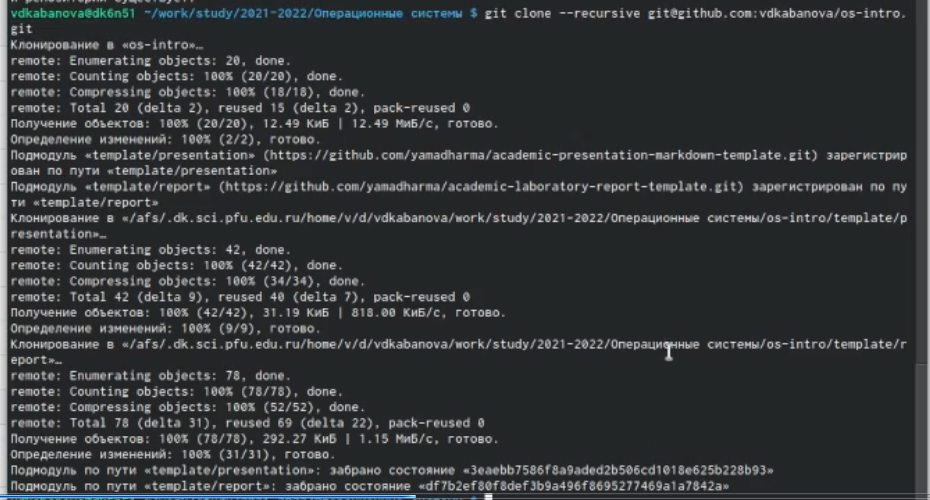 vdkabanova@dk6n51 ~/work/study/2021-2022/Операционные системы $ git clone --recursive git@github.com:vdkabanova/os-intro.
git
Клонирование в «os-intro»…
remote: Enumerating objects: 20, done.
remote: Counting objects: 100% (20/20), done.
remote: Compressing objects: 100% (18/18), done.
remote: Total 20 (delta 2), reused 15 (delta 2), pack-reused 0
Получение объектов: 100% (20/20), 12.49 КиБ | 12.49 МиБ/с, готово.
Определение изменений: 100% (2/2), готово.
Подмодуль «template/presentation» (https://github.com/yamadharma/academic-presentation-markdown-template.git) зарегистрир
ован по пути «template/presentation»
Подмодуль «template/report» (https://github.com/yamadharma/academic-laboratory-report-template.git) зарегистрирован по пу
ти «template/report»
Клонирование в «/afs/.dk.sci.pfu.edu.ru/home/v/d/vdkabanova/work/study/2021-2022/Операционные системы/os-intro/template/p
resentation»…
remote: Enumerating objects: 42, done.
remote: Counting objects: 100% (42/42), done.
remote: Compressing objects: 100% (34/34), done.
remote: Total 42 (delta 9), reused 40 (delta 7), pack-reused 0
Получение объектов: 100% (42/42), 31.19 КиБ | 818.00 КиБ/с, готово.
Определение изменений: 100% (9/9), готово.
Клонирование в «/afs/.dk.sci.pfu.edu.ru/home/v/d/vdkabanova/work/study/2021-2022/Операционные системы/os-intro/template/r
eport»…
remote: Enumerating objects: 78, done.
remote: Counting objects: 100% (78/78), done.
remote: Compressing objects: 100% (52/52), done.
remote: Total 78 (delta 31), reused 69 (delta 22), pack-reused 0
Получение объектов: 100% (78/78), 292.27 КиБ | 1.15 МиБ/с, готово.
Определение изменений: 100% (31/31), готово.
Подмодуль по пути «template/presentation»: забрано состояние «3eaebb7586f8a9aded2b506cd1018e625b228b93»
Подмодуль по пути «template/report»: забрано состояние «df7b2ef80f8def3b9a496f8695277469a1a7842a»